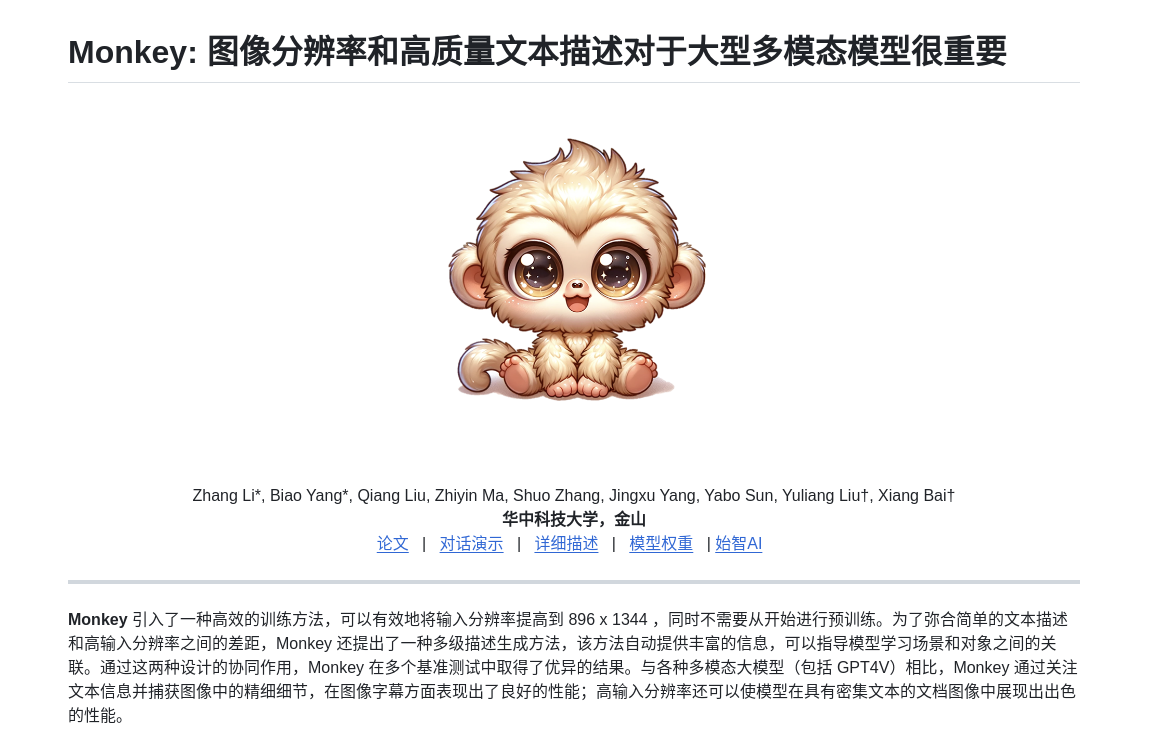 Monkey: 图像分辨率和高质量文本描述对于大型多模态模型很重要
Zhang Li*, Biao Yang*, Qiang Liu, Zhiyin Ma, Shuo Zhang, Jingxu Yang, Yabo Sun, Yuliang Liu†, Xiang Bai†
华中科技大学，金山
论文 | 对话演示 | 详细描述 | 模型权重 | 始智AI
Monkey 引入了一种高效的训练方法，可以有效地将输入分辨率提高到 896 x 1344 ，同时不需要从开始进行预训练。为了弥合简单的文本描述
和高输入分辨率之间的差距，Monkey 还提出了一种多级描述生成方法，该方法自动提供丰富的信息，可以指导模型学习场景和对象之间的关
联。通过这两种设计的协同作用，Monkey 在多个基准测试中取得了优异的结果。与各种多模态大模型（包括 GPT4V）相比，Monkey 通过关注
文本信息并捕获图像中的精细细节，在图像字幕方面表现出了良好的性能；高输入分辨率还可以使模型在具有密集文本的文档图像中展现出出色
的性能。